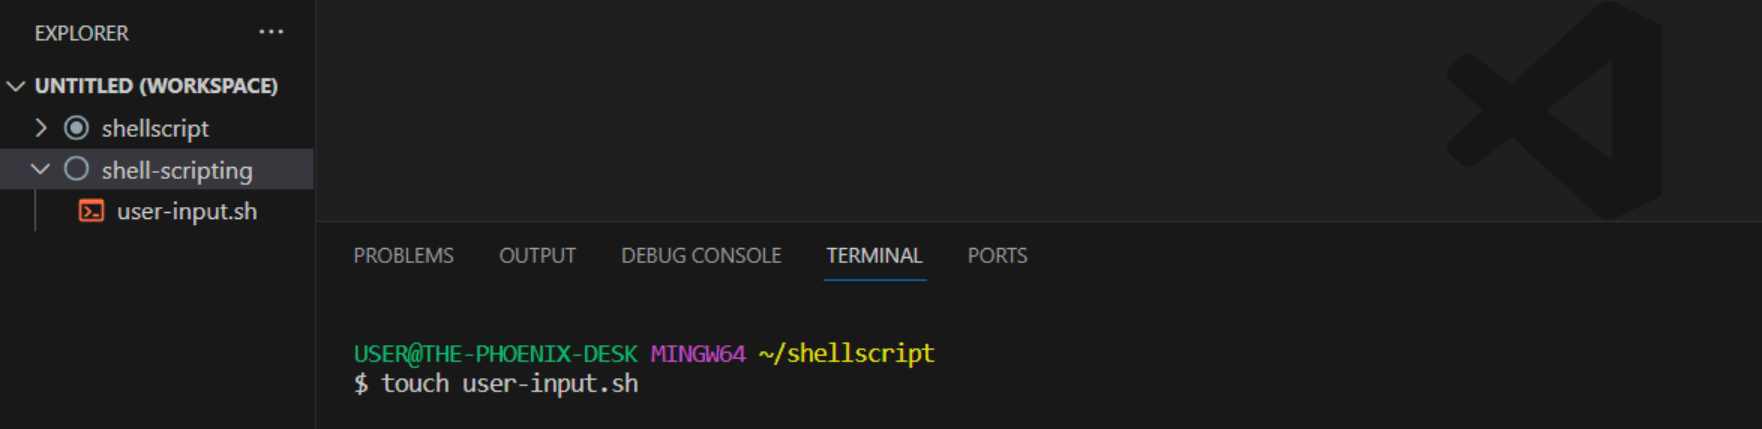 EXPLORER ...
UNTITLED (WORKSPACE)
shellscript
shell-scripting
user-input.sh
PROBLEMS OUTPUT DEBUG CONSOLE TERMINAL PORTS
USER@THE-PHOENIX-DESK MINGW64 ~/shellscript
$ touch user-input.sh